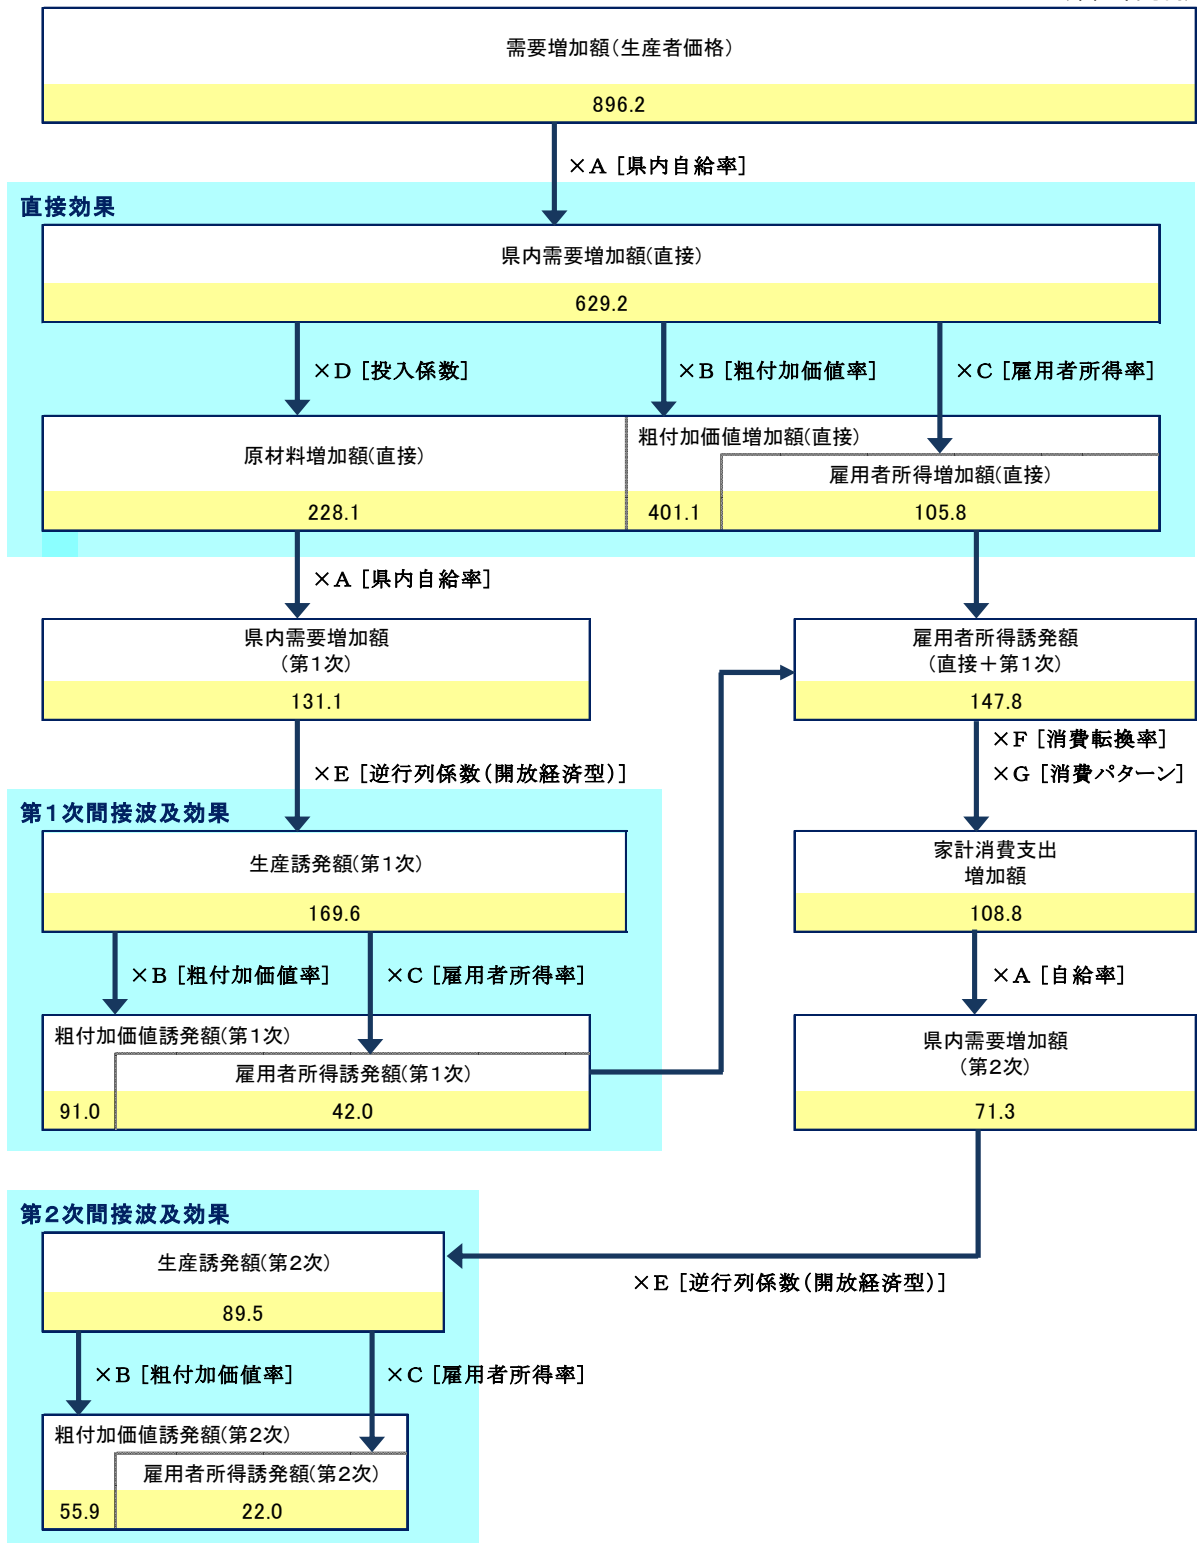 需要増加額(生産者価格)
896.2
×A [県内自給率]
直接効果
県内需要増加額(直接)
629.2
×D [投入係数]
×B [粗付加価値率]
×C [雇用者所得率]
原材料増加額(直接)
粗付加価値増加額(直接)
雇用者所得増加額(直接)
228.1
401.1
105.8
×A [県内自給率]
県内需要増加額
(第1次)
131.1
雇用者所得誘発額
(直接+第1次)
147.8
×F [消費転換率]
×G [消費パターン]
×E [逆行列係数(開放経済型)]
第1次間接波及効果
生産誘発額(第1次)
169.6
家計消費支出
増加額
108.8
×B [粗付加価値率]
×C [雇用者所得率]
×A [自給率]
粗付加価値誘発額(第1次)
雇用者所得誘発額(第1次)
91.0
42.0
県内需要増加額
(第2次)
71.3
第2次間接波及効果
生産誘発額(第2次)
89.5
×E [逆行列係数(開放経済型)]
×B [粗付加価値率]
×C [雇用者所得率]
粗付加価値誘発額(第2次)
雇用者所得誘発額(第2次)
55.9
22.0